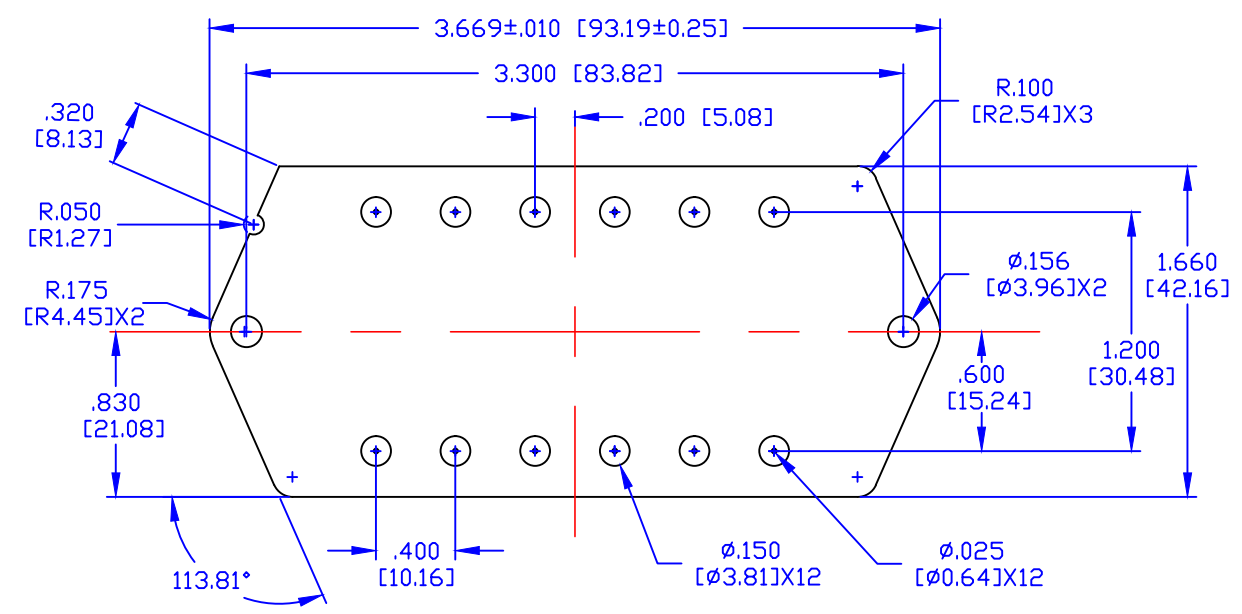 3.669±.010 [93.19±0.25]
3.300 [83.82]
.320
[8.13]
.200 [5.08]
R.100
[R2.54]X3
R.050
[R1.27]
R.175
[R4.45]X2
ø.156
[ø3.96]X2
1.660
[42.16]
1.200
[30.48]
.600
[15.24]
.830
[21.08]
.400
[10.16]
113.81°
ø.150
[ø3.81]X12
ø.025
[ø0.64]X12